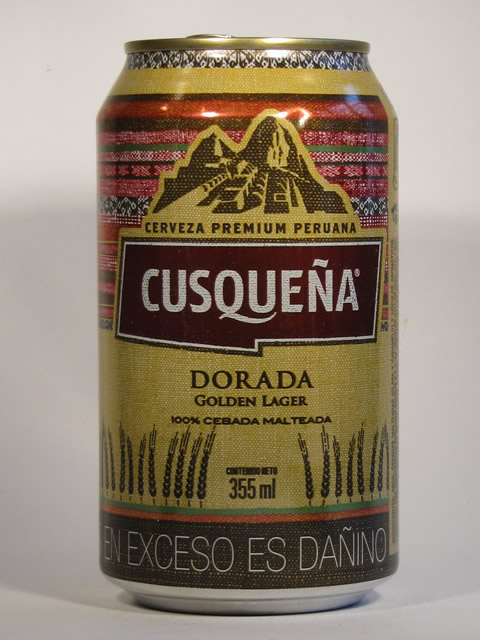 CERVEZA PREMIUM PERUANA
CUSQUEÑA®
DORADA
GOLDEN LAGER
100% CEBADA MALTEADA
CONTENIDO NETO
355 ml
EN EXCESO ES DAÑINO